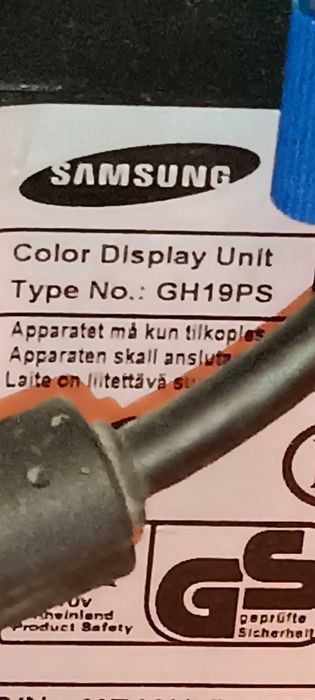 SAMSUNG
Color Display Unit
Type No.: GH19PS
Apparatet må kun tilkoples
Apparaten skall anslut
Laite on liitettävä
GS
TUV
Rheinland
Product Safety
geprüfte
Sicherheit